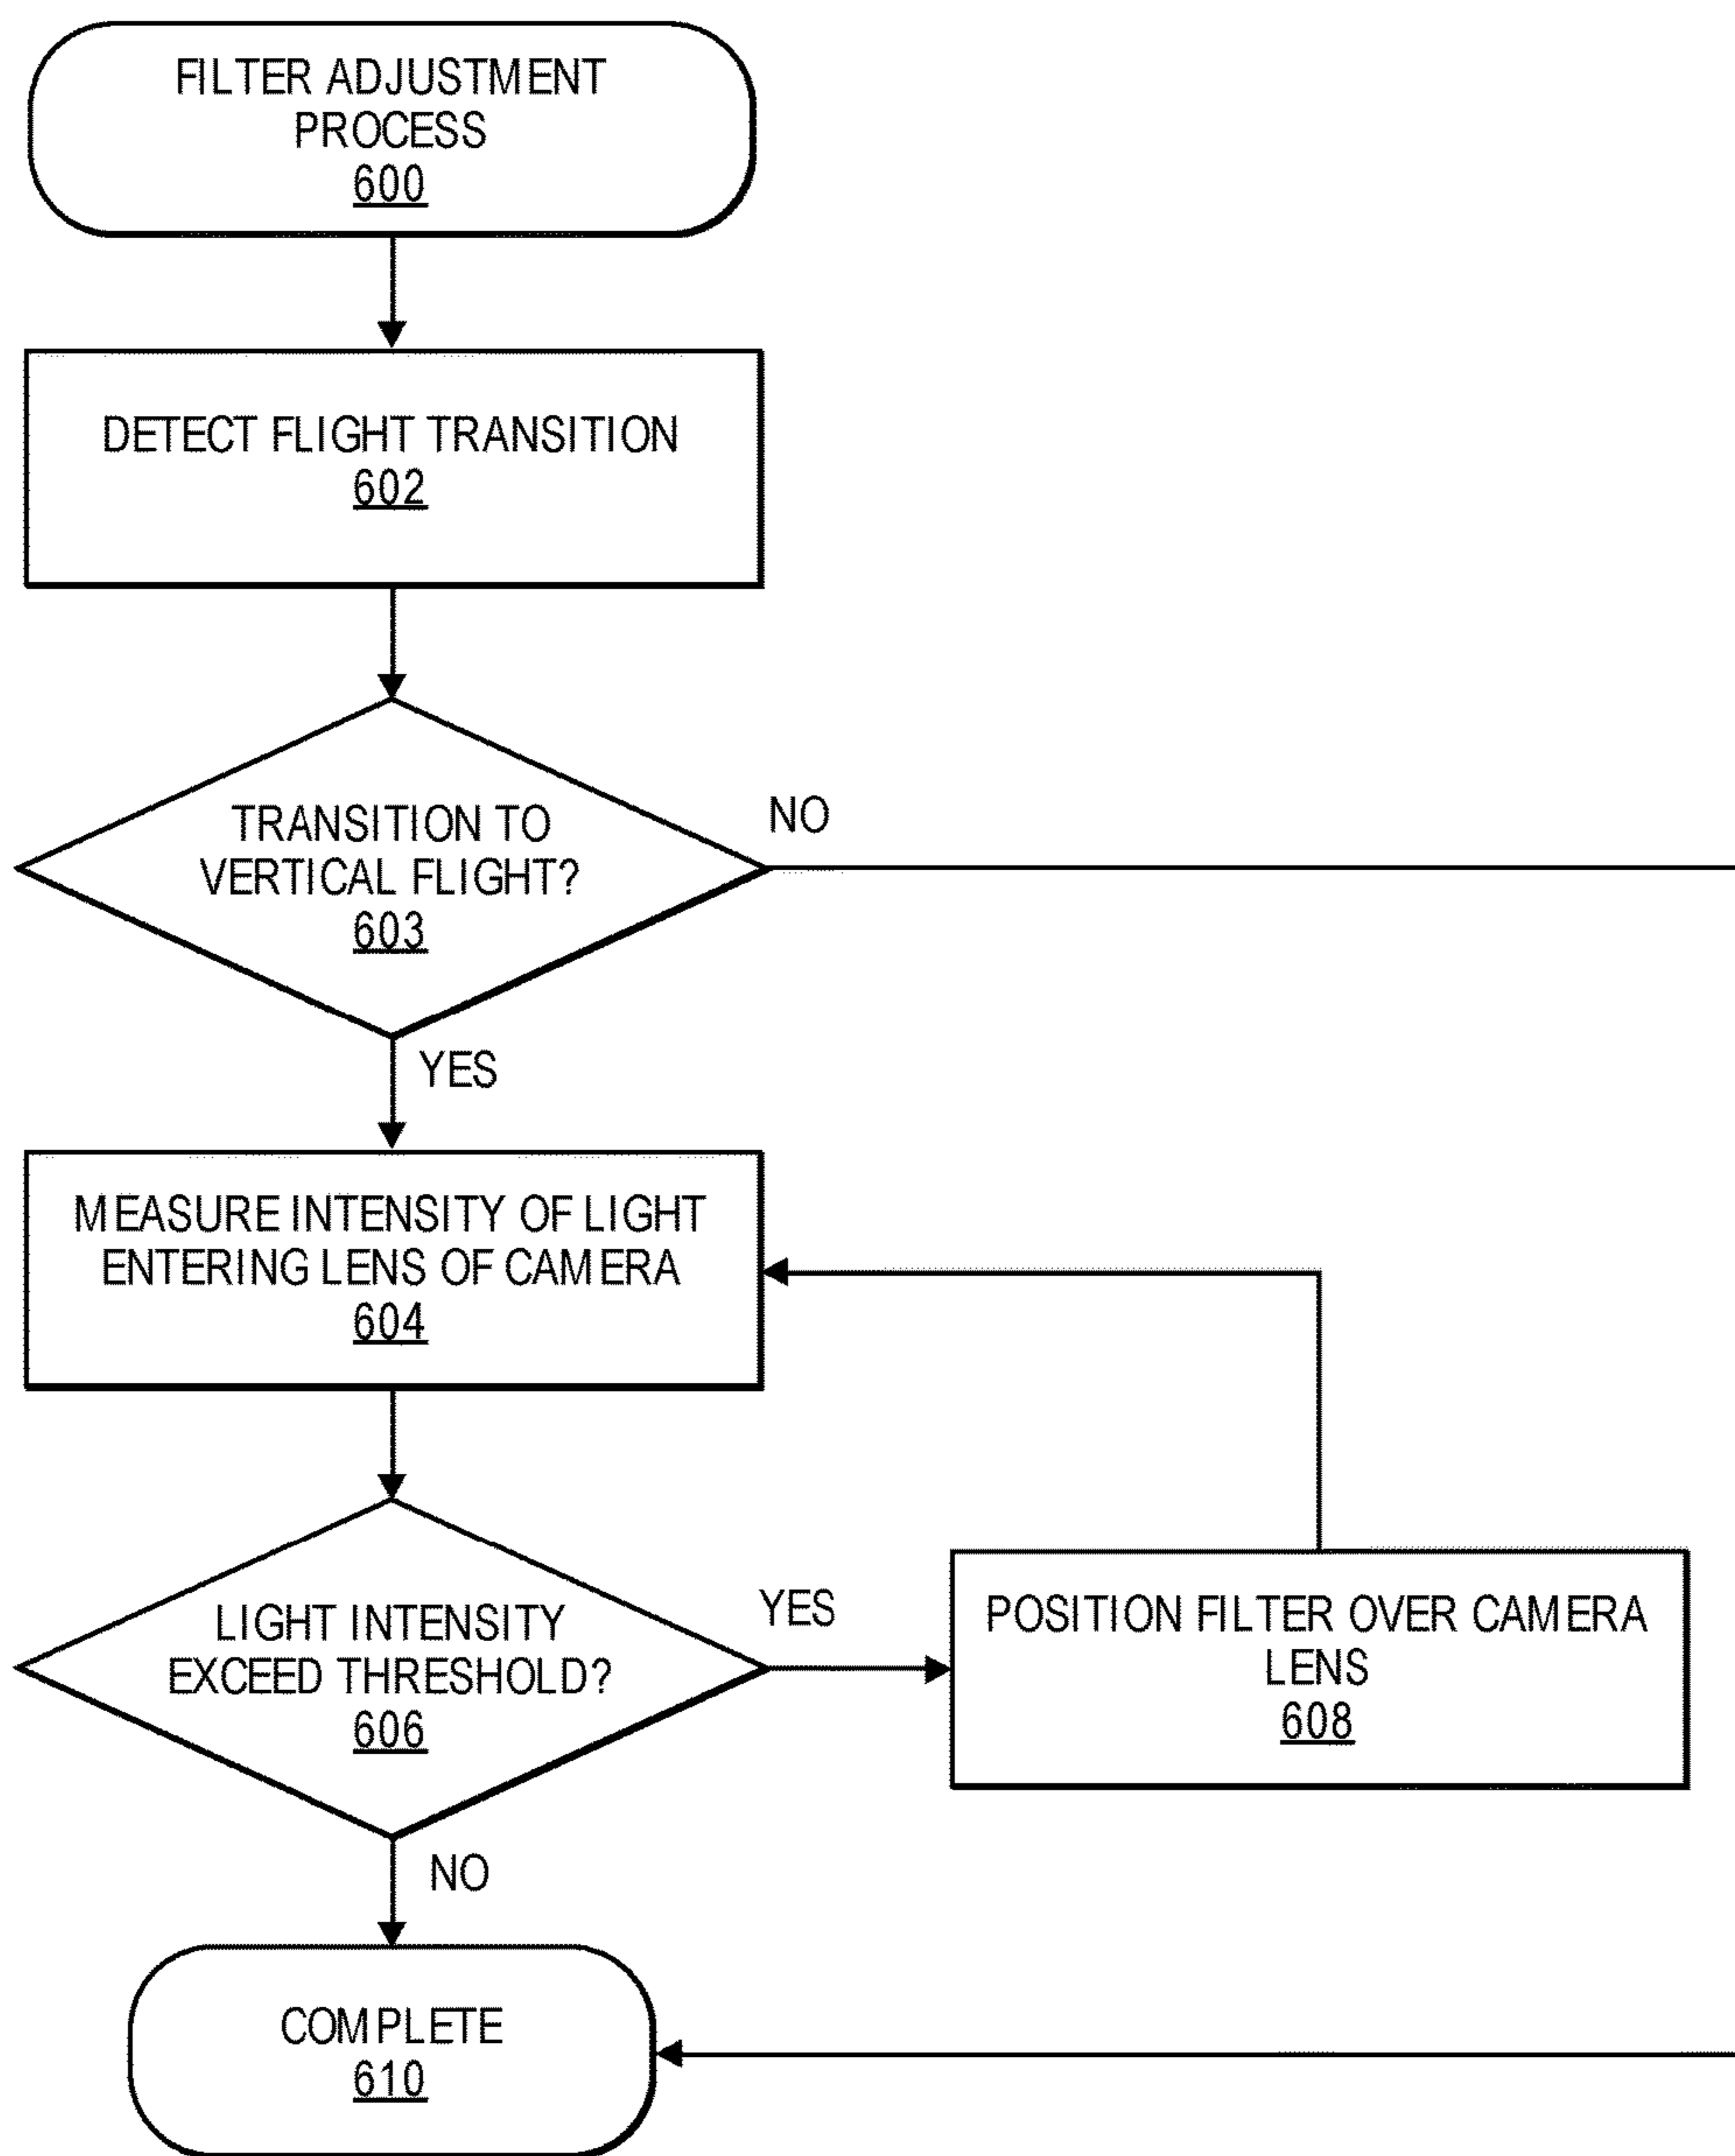 FILTER ADJUSTMENT
PROCESS
600
DETECT FLIGHT TRANSITION
602
TRANSITION TO
VERTICAL FLIGHT?
603
NO
YES
MEASURE INTENSITY OF LIGHT
ENTERING LENS OF CAMERA
604
LIGHT INTENSITY
EXCEED THRESHOLD?
606
YES
POSITION FILTER OVER CAMERA
LENS
608
NO
COMPLETE
610